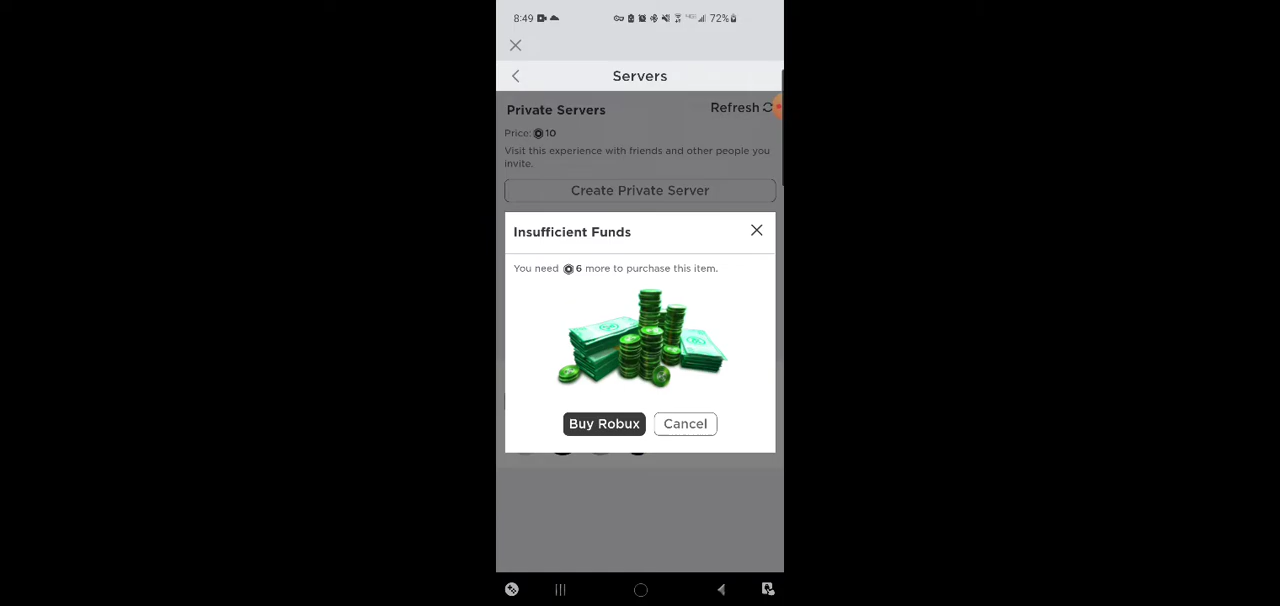 8:49 72%
Servers
Private Servers Refresh
Price: 10
Visit this experience with friends and other people you
invite.
Create Private Server
Insufficient Funds
You need 6 more to purchase this item.
Buy Robux Cancel